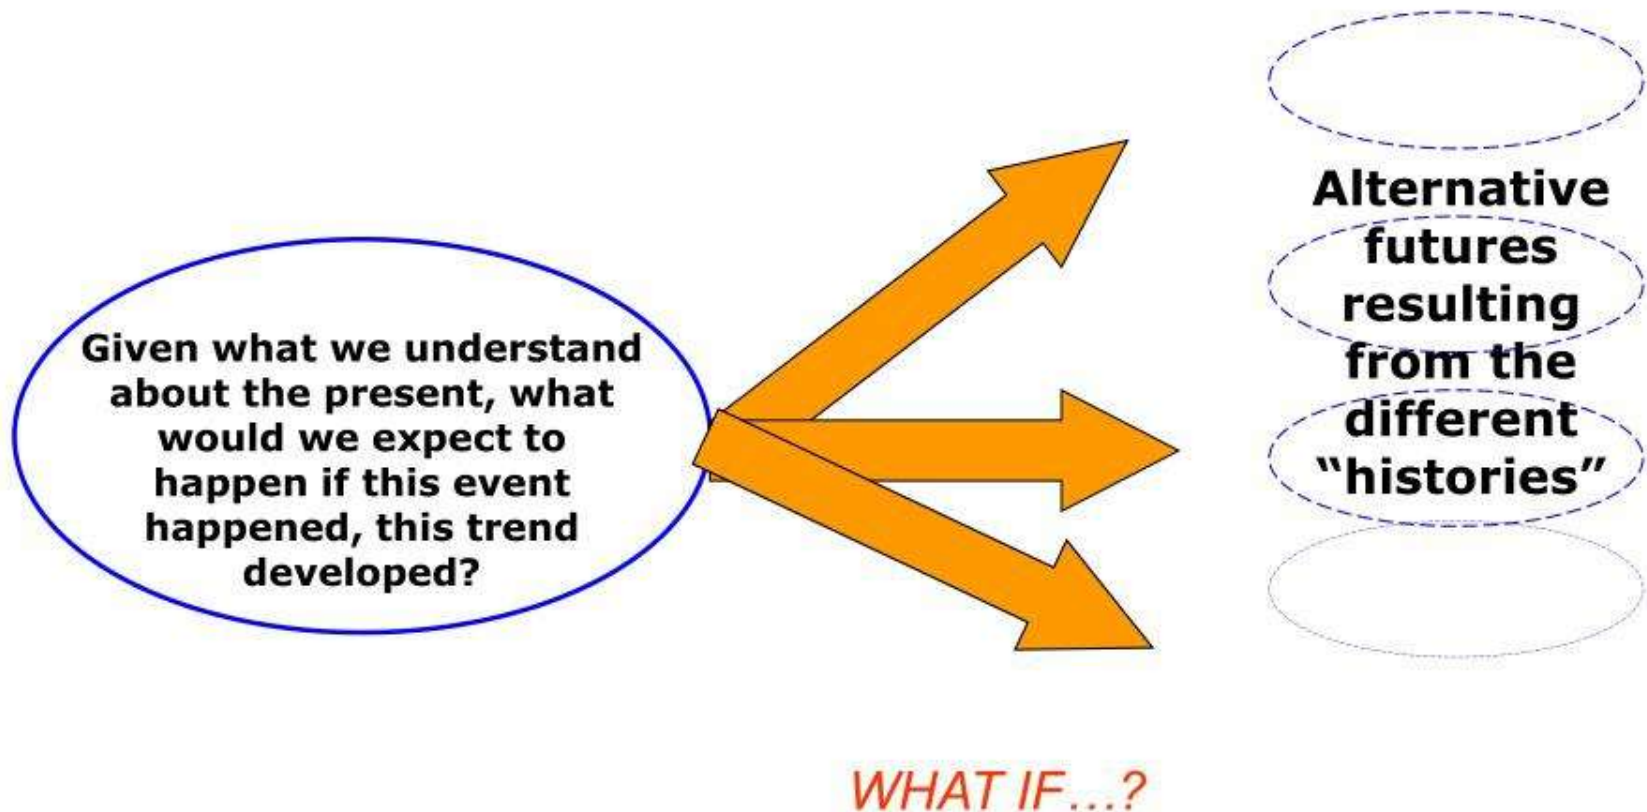 Given what we understand
about the present, what
would we expect to
happen if this event
happened, this trend
developed?
Alternative
futures
resulting
from the
different
“histories”
WHAT IF...?